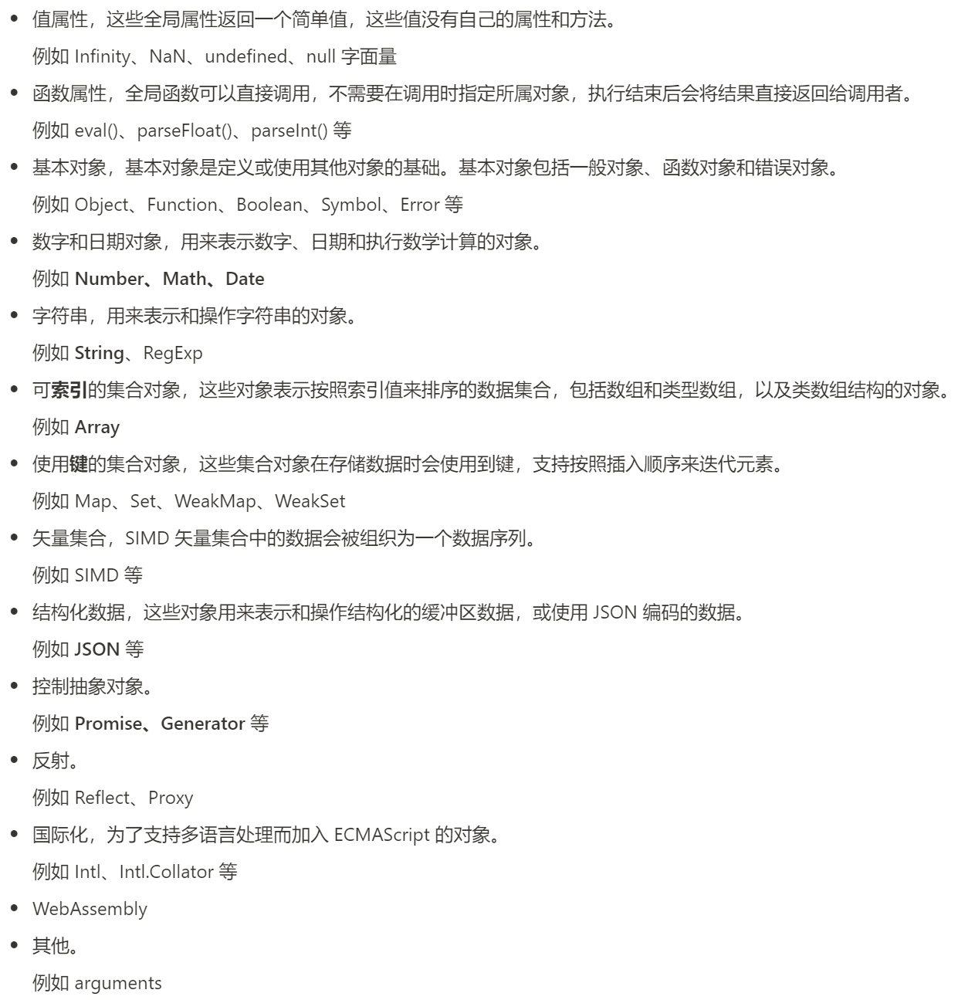 • 值属性，这些全局属性返回一个简单值，这些值没有自己的属性和方法。
例如 Infinity、NaN、undefined、null 字面量
• 函数属性，全局函数可以直接调用，不需要在调用时指定所属对象，执行结束后会将结果直接返回给调用者。
例如 eval()、parseFloat()、parseInt() 等
• 基本对象，基本对象是定义或使用其他对象的基础。基本对象包括一般对象、函数对象和错误对象。
例如 Object、Function、Boolean、Symbol、Error 等
• 数字和日期对象，用来表示数字、日期和执行数学计算的对象。
例如 Number、Math、Date
• 字符串，用来表示和操作字符串的对象。
例如 String、RegExp
• 可索引的集合对象，这些对象表示按照索引值来排序的数据集合，包括数组和类型数组，以及类数组结构的对象。
例如 Array
• 使用键的集合对象，这些集合对象在存储数据时会使用到键，支持按照插入顺序来迭代元素。
例如 Map、Set、WeakMap、WeakSet
• 矢量集合，SIMD 矢量集合中的数据会被组织为一个数据序列。
例如 SIMD 等
• 结构化数据，这些对象用来表示和操作结构化的缓冲区数据，或使用 JSON 编码的数据。
例如 JSON 等
• 控制抽象对象。
例如 Promise、Generator 等
• 反射。
例如 Reflect、Proxy
• 国际化，为了支持多语言处理而加入 ECMAScript 的对象。
例如 Intl、Intl.Collator 等
• WebAssembly
• 其他。
例如 arguments